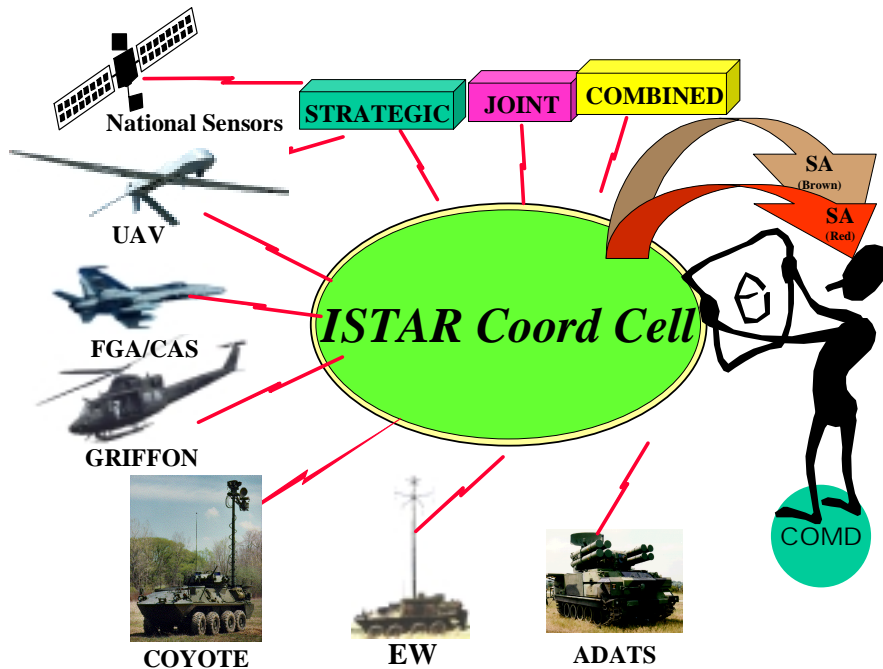 STRATEGIC
JOINT
COMBINED
National Sensors
SA
(Brown)
SA
(Red)
UAV
E
ISTAR Coord Cell
FGA/CAS
GRIFFON
COMD
COYOTE
EW
ADATS